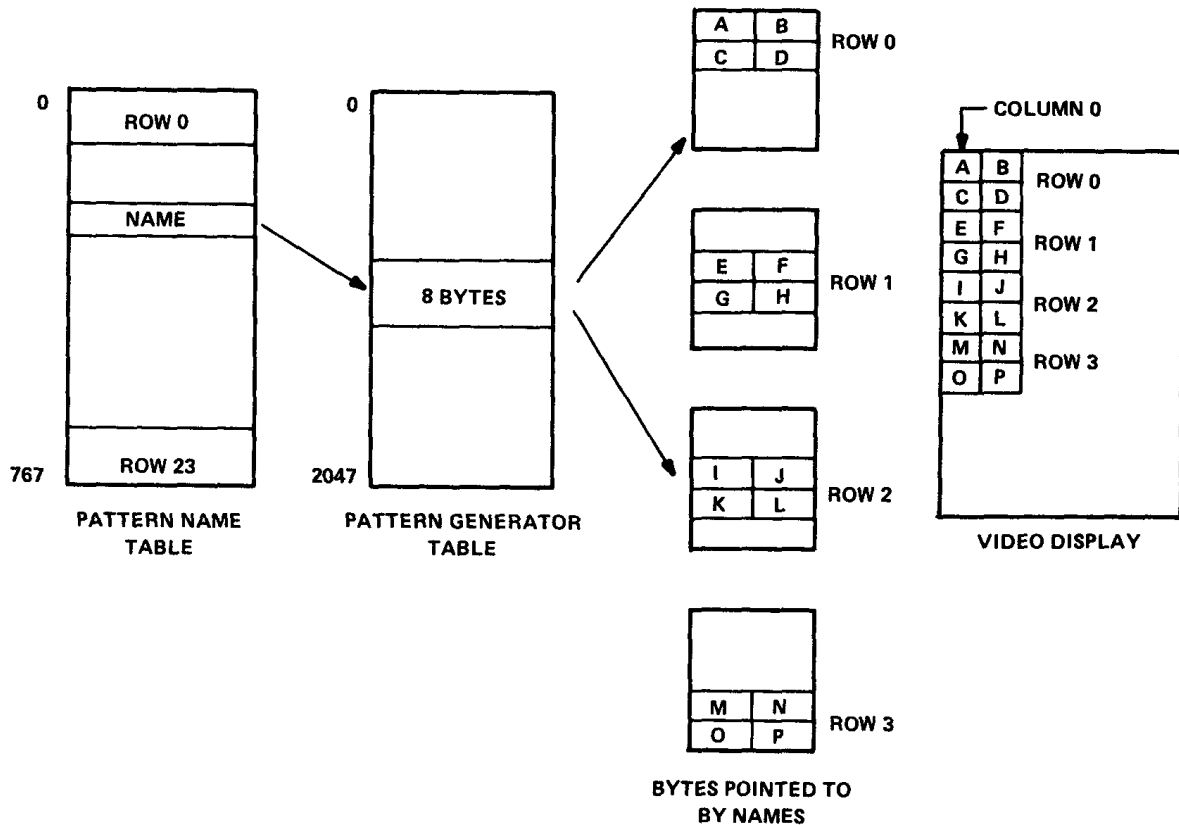 0
ROW 0
NAME
767
ROW 23
PATTERN NAME
TABLE
0
8 BYTES
2047
PATTERN GENERATOR
TABLE
A B
C D
ROW 0
E F
G H
ROW 1
I J
K L
ROW 2
M N
O P
ROW 3
BYTES POINTED TO
BY NAMES
COLUMN 0
A B
C D
ROW 0
E F
G H
ROW 1
I J
K L
ROW 2
M N
O P
ROW 3
VIDEO DISPLAY